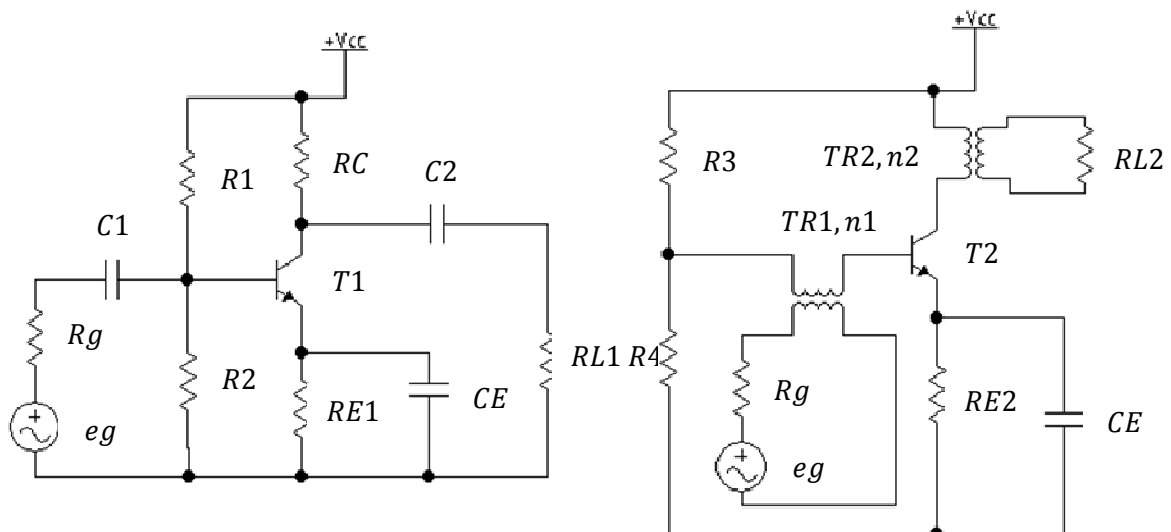 +Vcc
R1
RC
C2
C1
T1
Rg
R2
RE1
CE
RL1
eg
+Vcc
R3
TR2, n2
RL2
TR1, n1
T2
R4
Rg
RE2
CE
eg